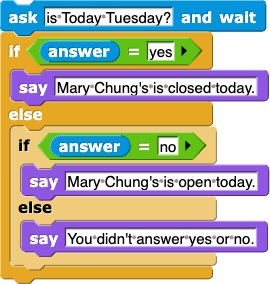 ask is Today Tuesday? and wait
if answer = yes
say Mary Chung's is closed today.
else
if answer = no
say Mary Chung's is open today.
else
say You didn't answer yes or no.